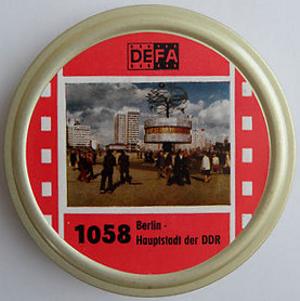 DEFA
1058
Berlin -
Hauptstadt der DDR